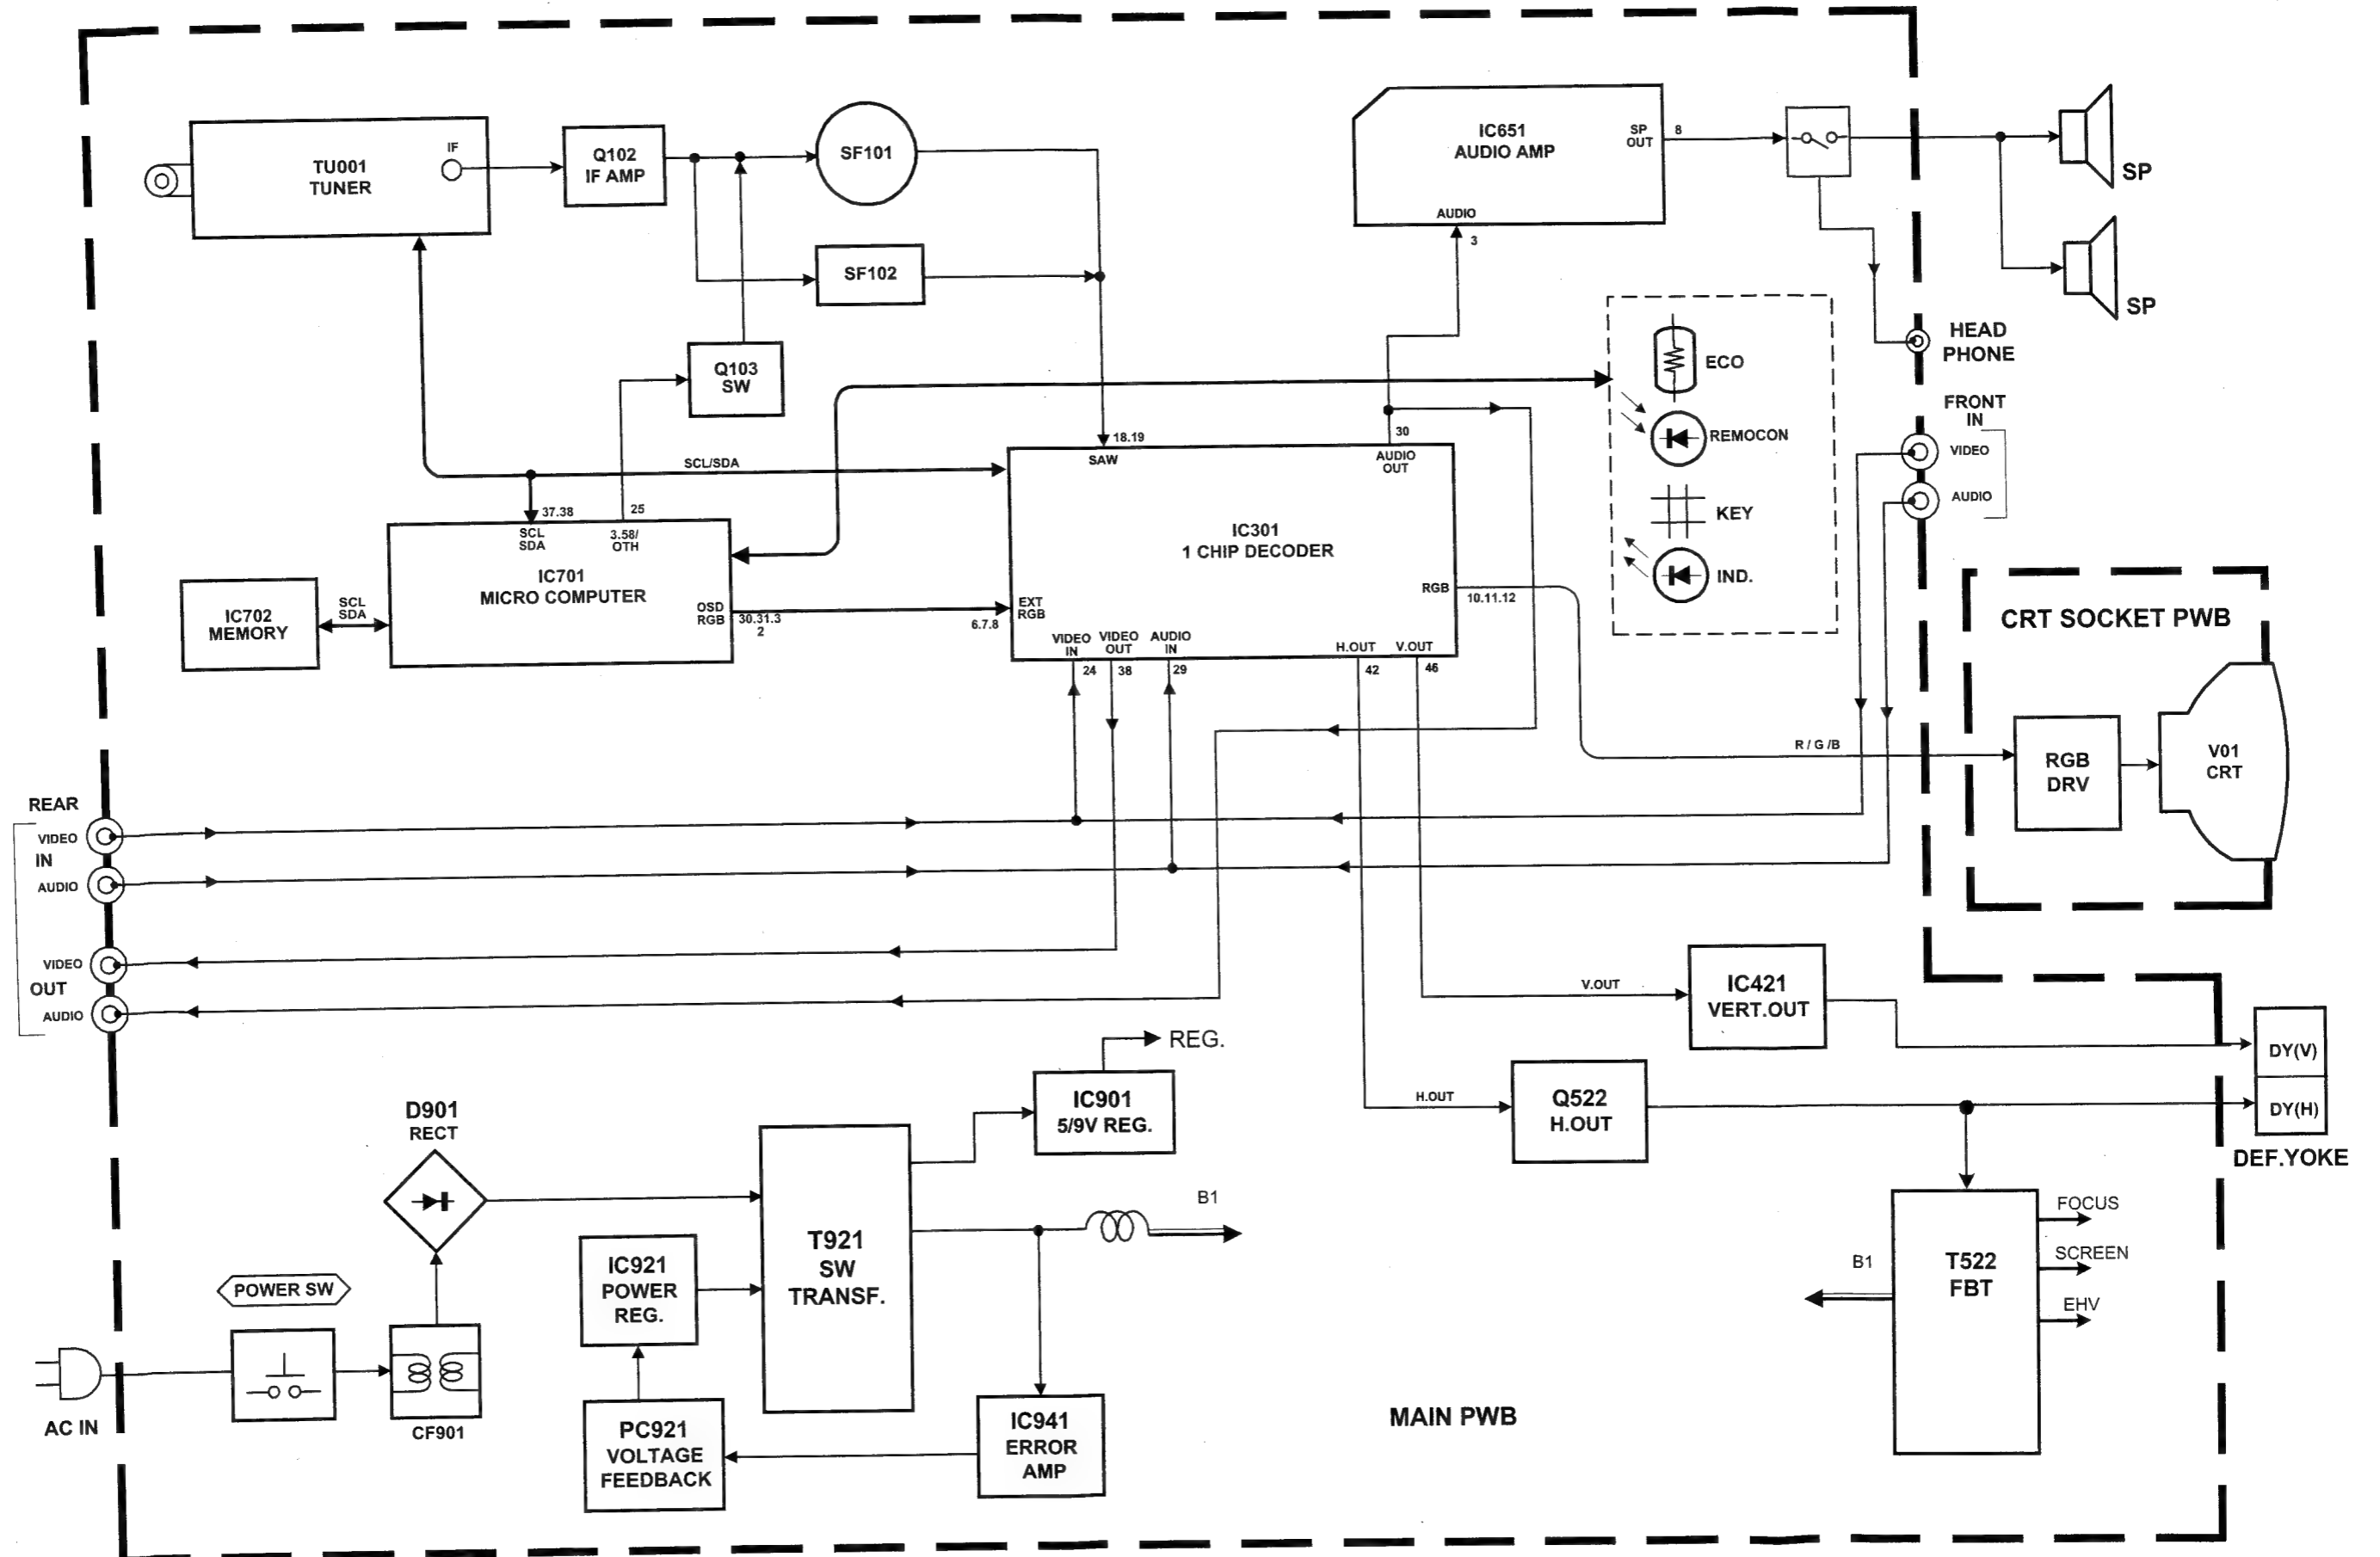 IF
TU001
TUNER
Q102
IF AMP
SF101
SF102
Q103
SW
IC651
AUDIO AMP
SP
OUT
8
AUDIO
3
SP
SP
HEAD
PHONE
FRONT
IN
VIDEO
AUDIO
ECO
REMOCON
KEY
IND.
SCL/SDA
18.19
SAW
30
AUDIO
OUT
IC301
1 CHIP DECODER
RGB
10.11.12
EXT
RGB
6.7.8
VIDEO
IN
VIDEO
OUT
AUDIO
IN
H.OUT
V.OUT
24
38
29
42
46
37.38
25
SCL
SDA
3.58/
OTH
IC701
MICRO COMPUTER
OSD
RGB
30.31.3
2
SCL
SDA
IC702
MEMORY
CRT SOCKET PWB
R / G /B
RGB
DRV
V01
CRT
REAR
VIDEO
IN
AUDIO
VIDEO
OUT
AUDIO
V.OUT
IC421
VERT.OUT
H.OUT
Q522
H.OUT
DY(V)
DY(H)
DEF.YOKE
REG.
IC901
5/9V REG.
D901
RECT
T921
SW
TRANSF.
B1
IC921
POWER
REG.
POWER SW
AC IN
CF901
PC921
VOLTAGE
FEEDBACK
IC941
ERROR
AMP
MAIN PWB
B1
T522
FBT
FOCUS
SCREEN
EHV